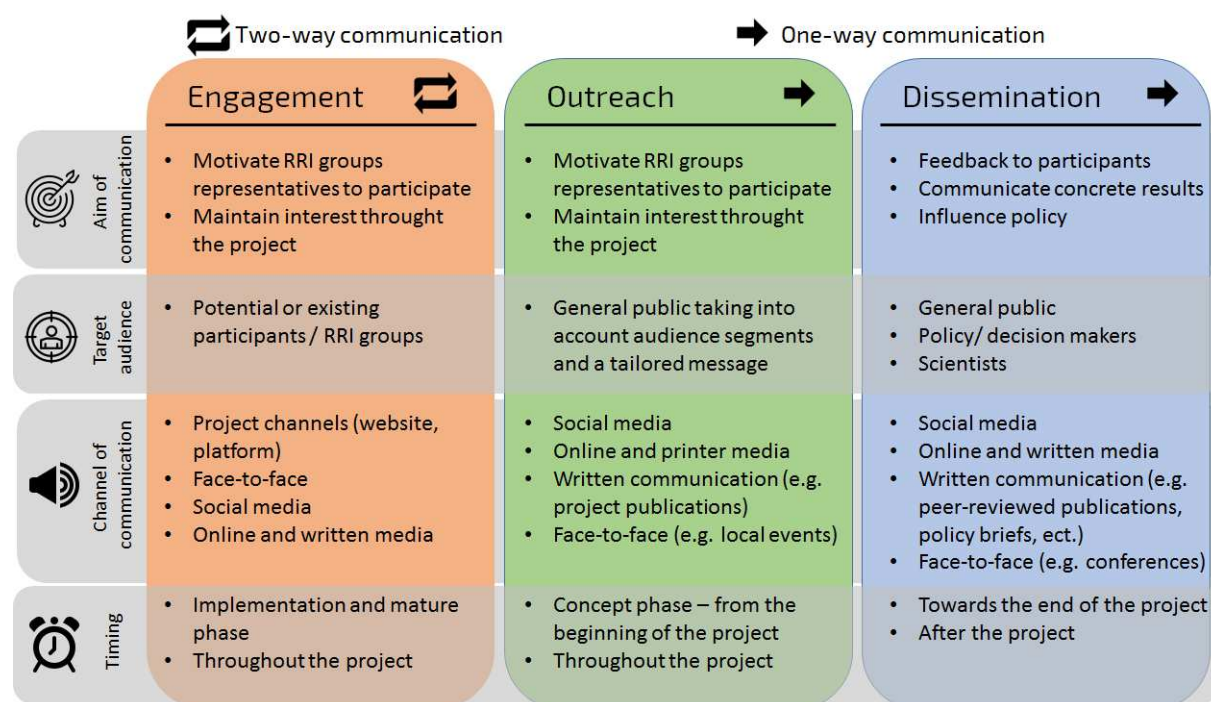 Two-way communication
One-way communication
Engagement
Outreach
Dissemination
Aim of
communication
• Motivate RRI groups
representatives to participate
• Maintain interest throught
the project
• Motivate RRI groups
representatives to participate
• Maintain interest throught
the project
• Feedback to participants
• Communicate concrete results
• Influence policy
Target
audience
• Potential or existing
participants / RRI groups
• General public taking into
account audience segments
and a tailored message
• General public
• Policy/ decision makers
• Scientists
Channel of
communication
• Project channels (website,
platform)
• Face-to-face
• Social media
• Online and written media
• Social media
• Online and printer media
• Written communication (e.g.
project publications)
• Face-to-face (e.g. local events)
• Social media
• Online and written media
• Written communication (e.g.
peer-reviewed publications,
policy briefs, ect.)
• Face-to-face (e.g. conferences)
Timing
• Implementation and mature
phase
• Throughout the project
• Concept phase – from the
beginning of the project
• Throughout the project
• Towards the end of the project
• After the project